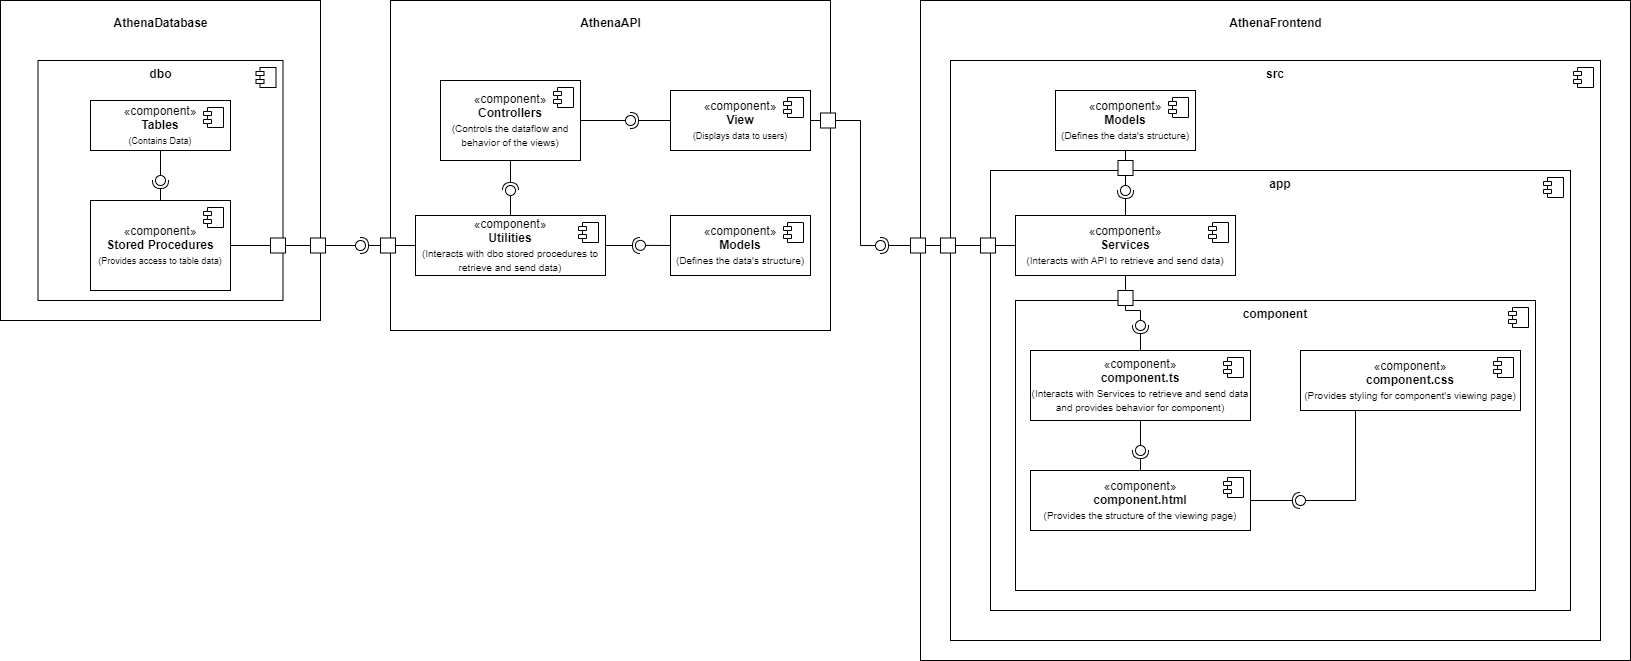 AthenaDatabase
dbo
«component»
Tables
(Contains Data)
«component»
Stored Procedures
(Provides access to table data)
AthenaAPI
«component»
Controllers
(Controls the dataflow and
behavior of the views)
«component»
View
(Displays data to users)
«component»
Utilities
(Interacts with dbo stored procedures to
retrieve and send data)
«component»
Models
(Defines the data's structure)
AthenaFrontend
src
«component»
Models
(Defines the data's structure)
app
«component»
Services
(Interacts with API to retrieve and send data)
component
«component»
component.ts
(Interacts with Services to retrieve and send data
and provides behavior for component)
«component»
component.css
(Provides styling for component's viewing page)
«component»
component.html
(Provides the structure of the viewing page)